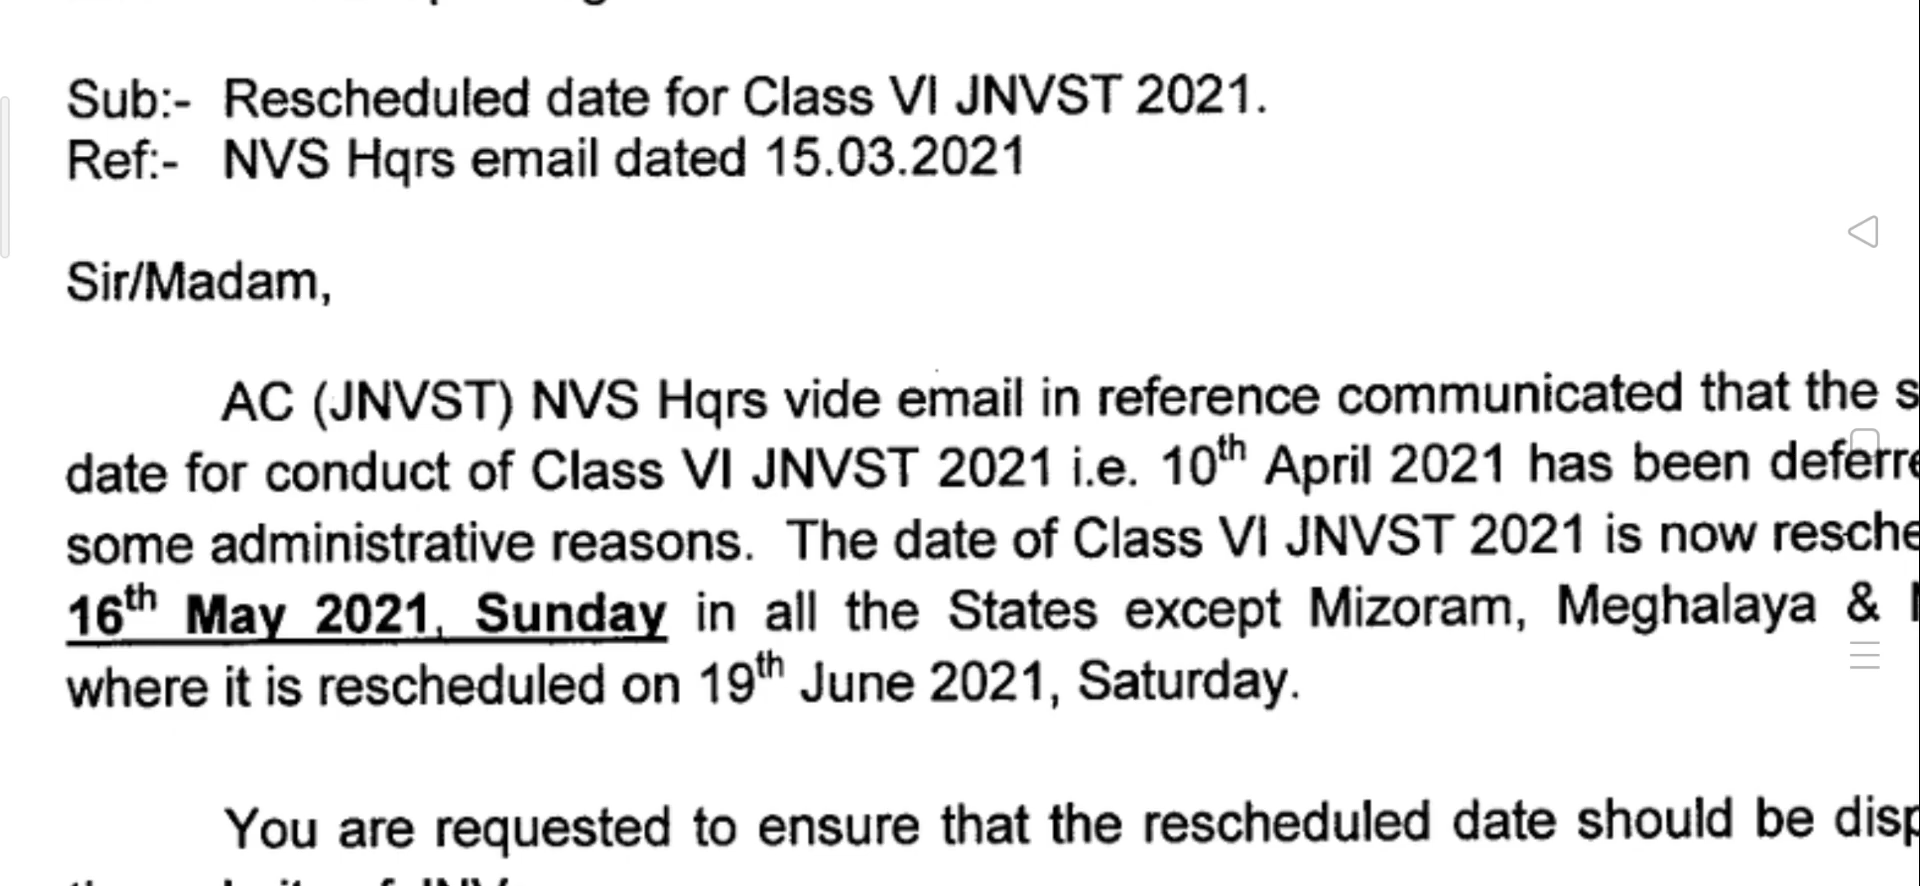 Sub:- Rescheduled date for Class VI JNVST 2021.
Ref:- NVS Hqrs email dated 15.03.2021
Sir/Madam,
AC (JNVST) NVS Hqrs vide email in reference communicated that the
date for conduct of Class VI JNVST 2021 i.e. 10th April 2021 has been
some administrative reasons. The date of Class VI JNVST 2021 is now
16th May 2021, Sunday in all the States except Mizoram, Meghalaya &
where it is rescheduled on 19th June 2021, Saturday.
You are requested to ensure that the rescheduled date should be